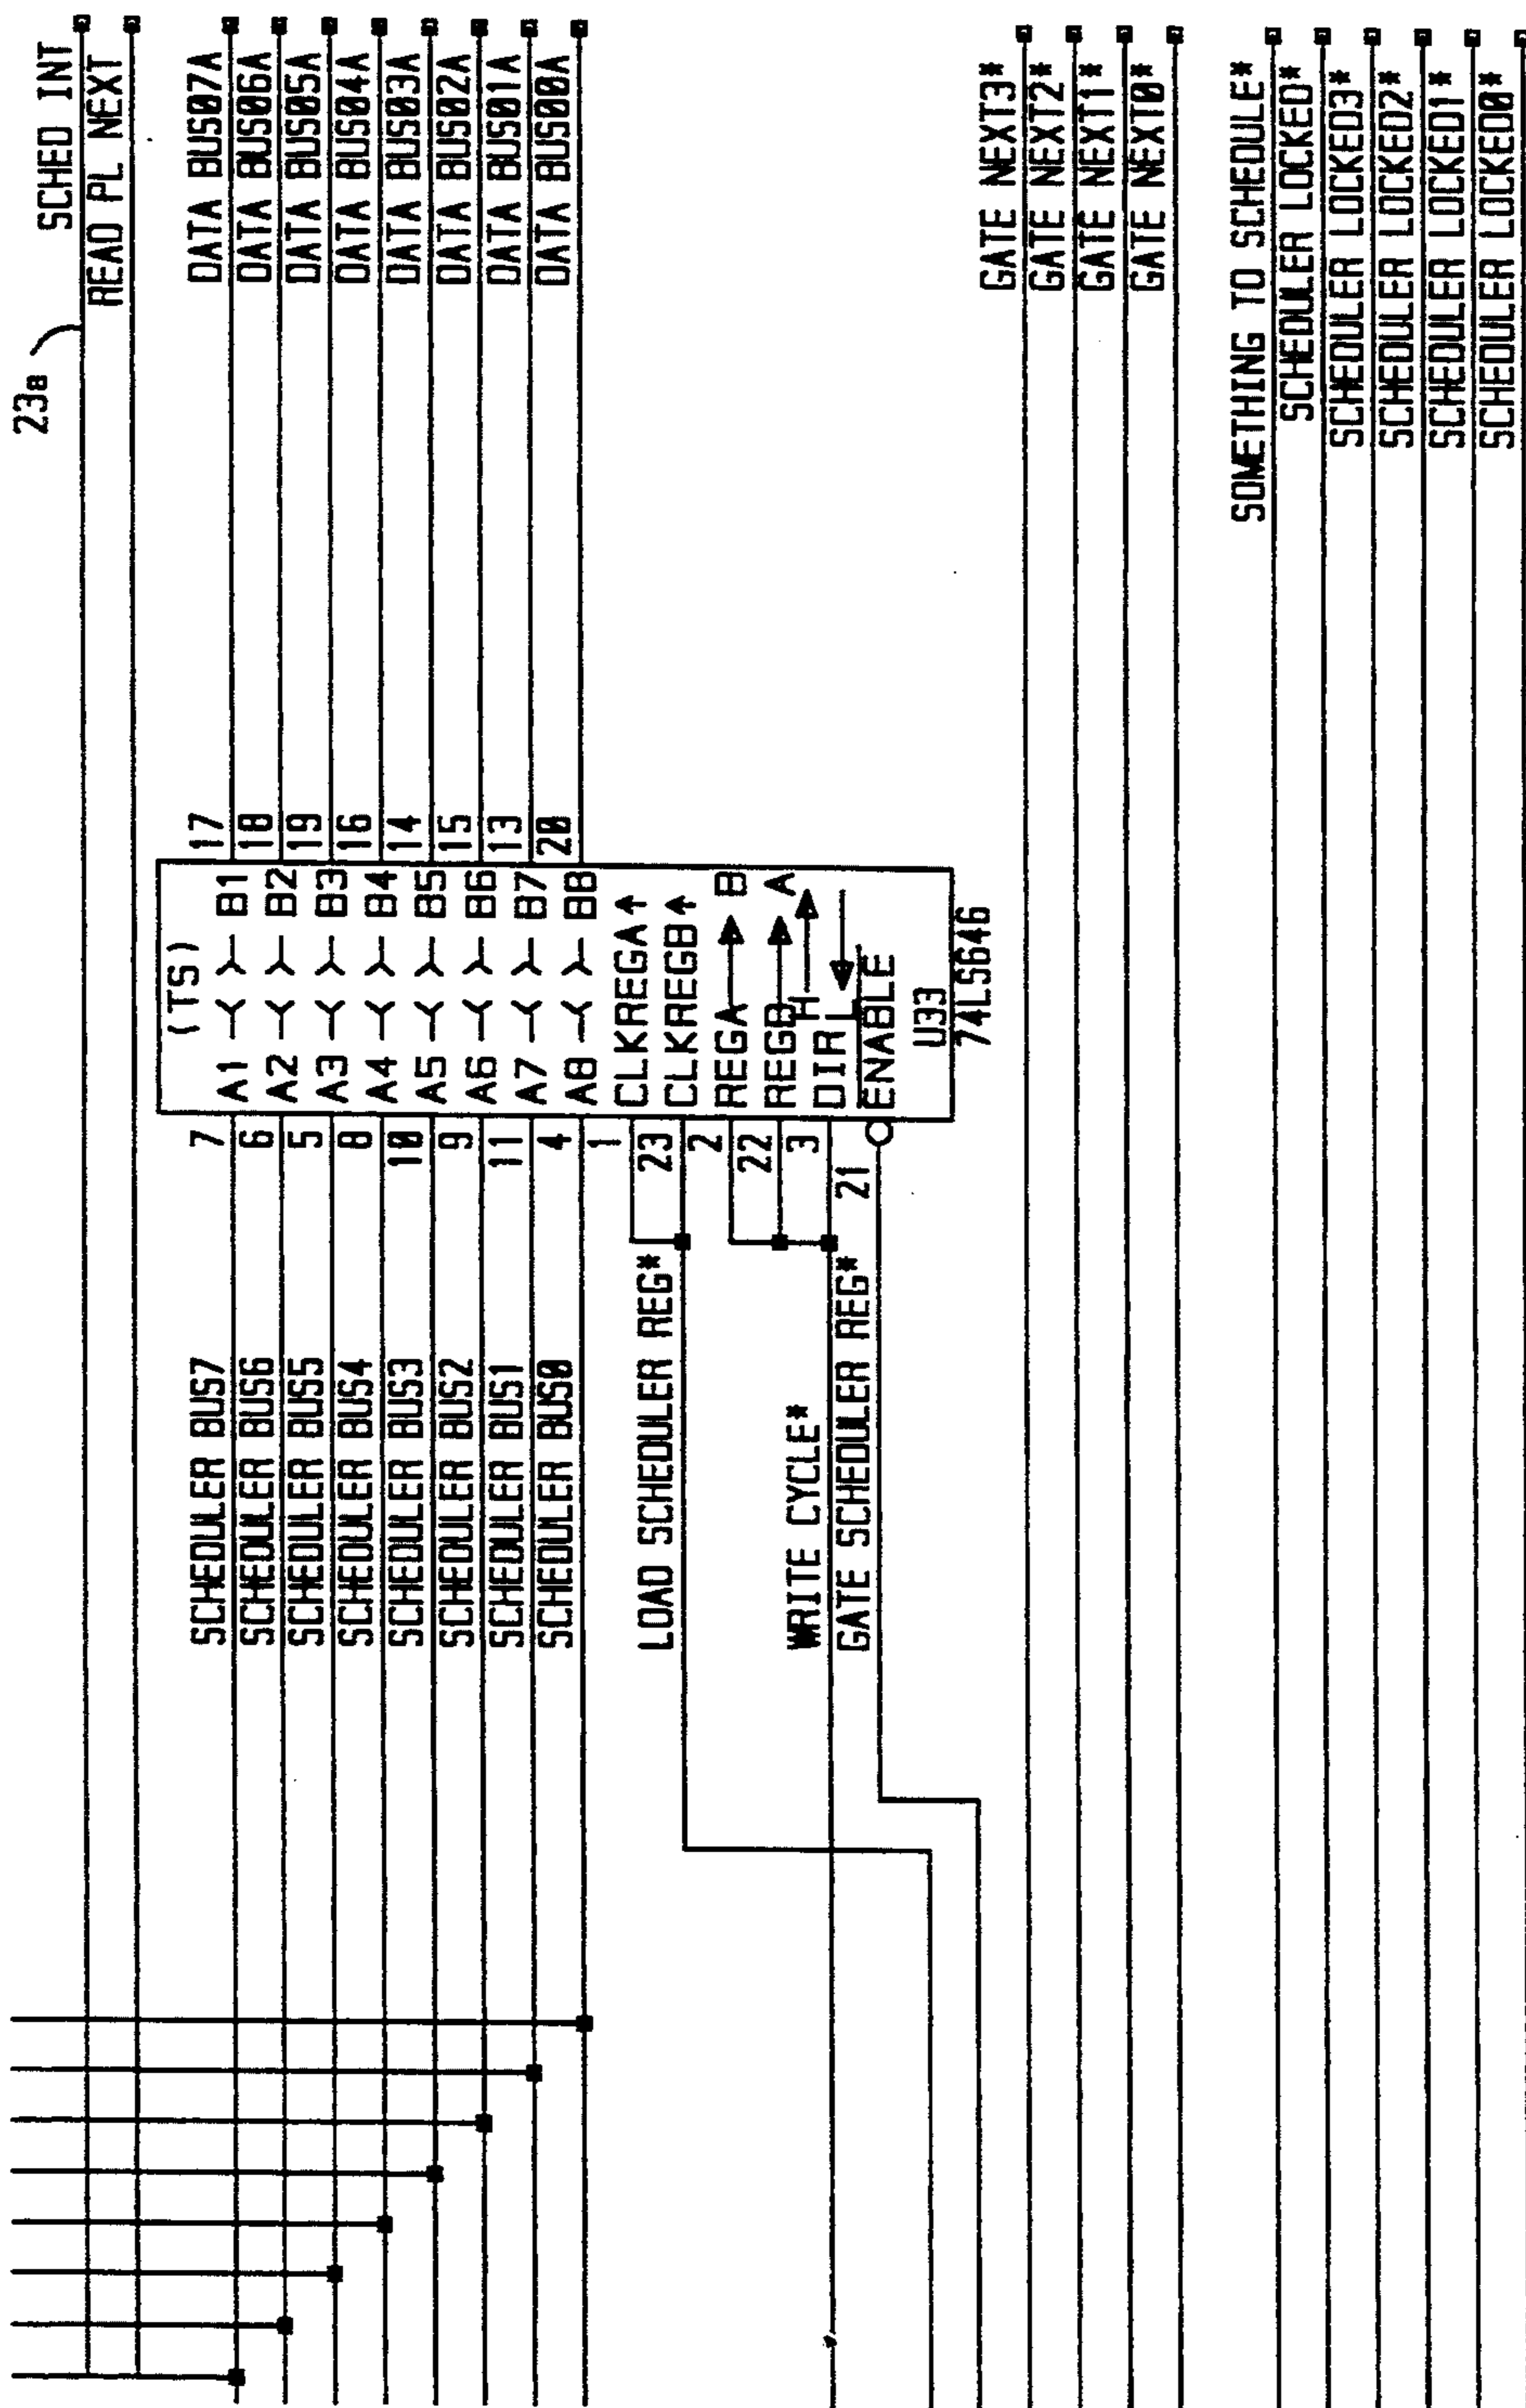 23a
SCHED INT
READ PL NEXT
SCHEDULER BUS7
SCHEDULER BUS6
SCHEDULER BUS5
SCHEDULER BUS4
SCHEDULER BUS3
SCHEDULER BUS2
SCHEDULER BUS1
SCHEDULER BUS0
7
6
5
8
10
9
11
4
(TS)
A1 B1
A2 B2
A3 B3
A4 B4
A5 B5
A6 B6
A7 B7
A8 B8
17
18
19
16
14
15
13
20
DATA BUS07A
DATA BUS06A
DATA BUS05A
DATA BUS04A
DATA BUS03A
DATA BUS02A
DATA BUS01A
DATA BUS00A
LOAD SCHEDULER REG*
WRITE CYCLE*
GATE SCHEDULER REG*
1
23
2
22
3
21
CLKREGA↑
CLKREGB↑
REGA → B
REGB → A
DIR H → L ←
ENABLE
U33
74LS646
GATE NEXT3*
GATE NEXT2*
GATE NEXT1*
GATE NEXT0*
SOMETHING TO SCHEDULE*
SCHEDULER LOCKED*
SCHEDULER LOCKED3*
SCHEDULER LOCKED2*
SCHEDULER LOCKED1*
SCHEDULER LOCKED0*